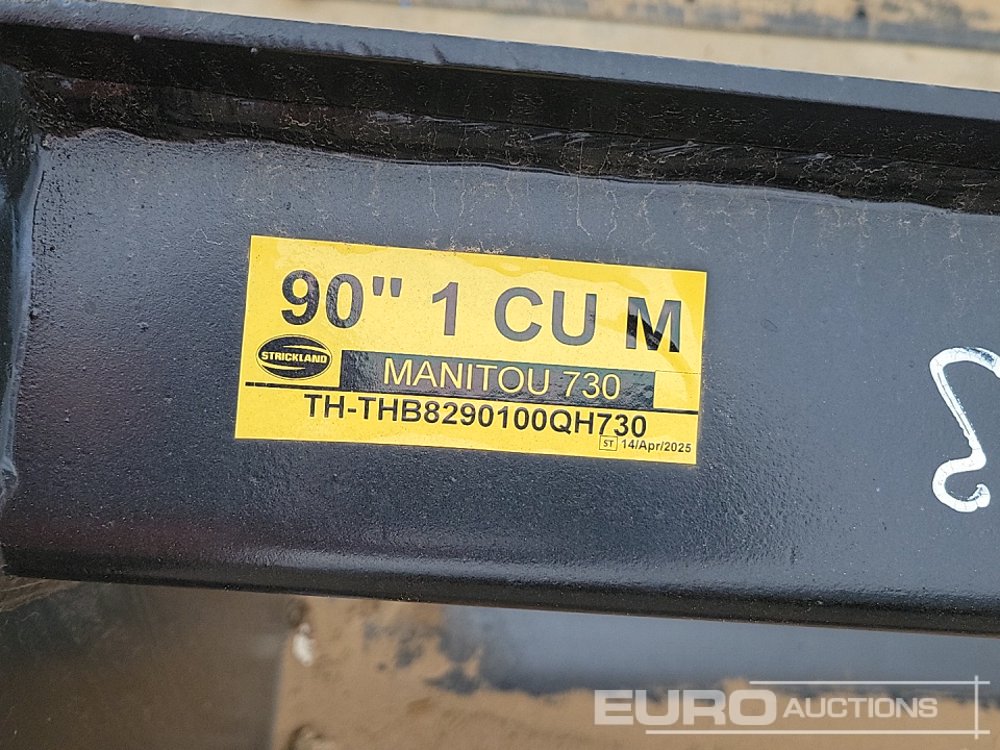 90" 1 CU M
STRICKLAND
MANITOU 730
TH-THB8290100QH730
ST 14/Apr/2025
EURO AUCTIONS